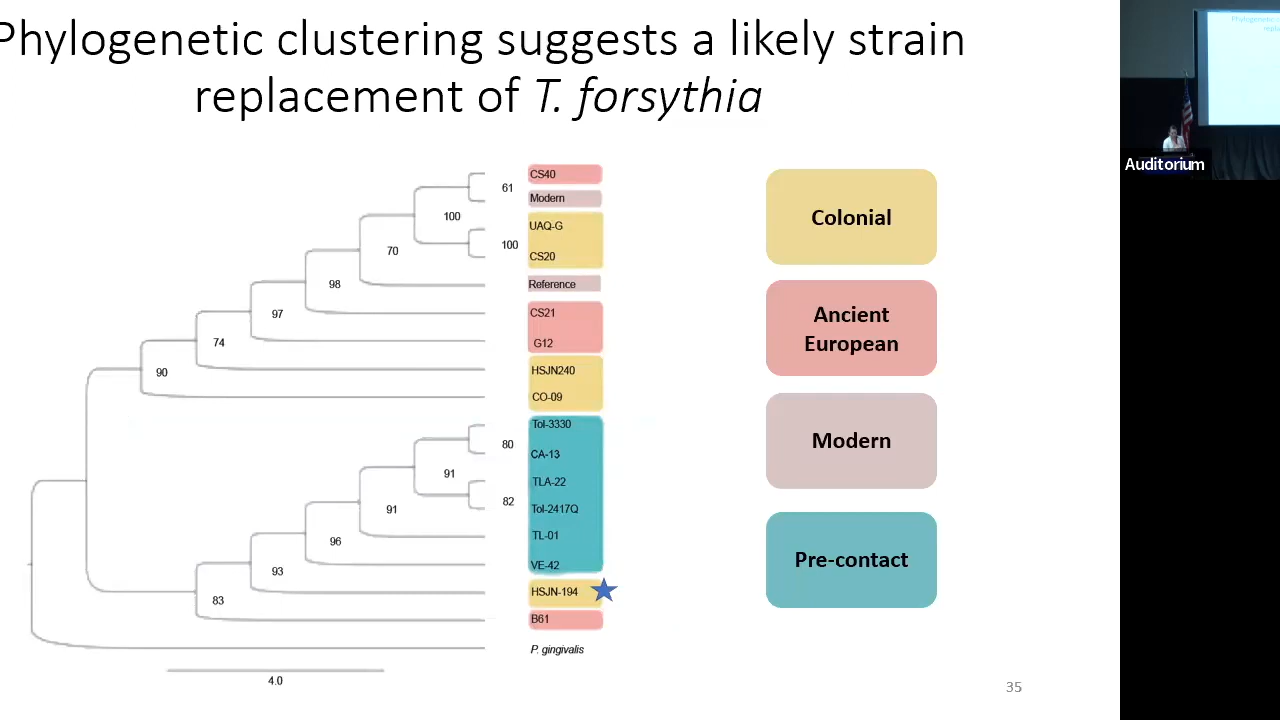 Phylogenetic clustering suggests a likely strain
replacement of T. forsythia
CS40
61
Modern
100
UAQ-G
70
100
CS20
98
Reference
97
CS21
74
G12
90
HSJN240
CO-09
Tol-3330
80
CA-13
91
TLA-22
91
82
Tol-2417Q
96
TL-01
93
VE-42
83
HSJN-194
B61
P. gingivalis
4.0
Colonial
Ancient
European
Modern
Pre-contact
35
Auditorium